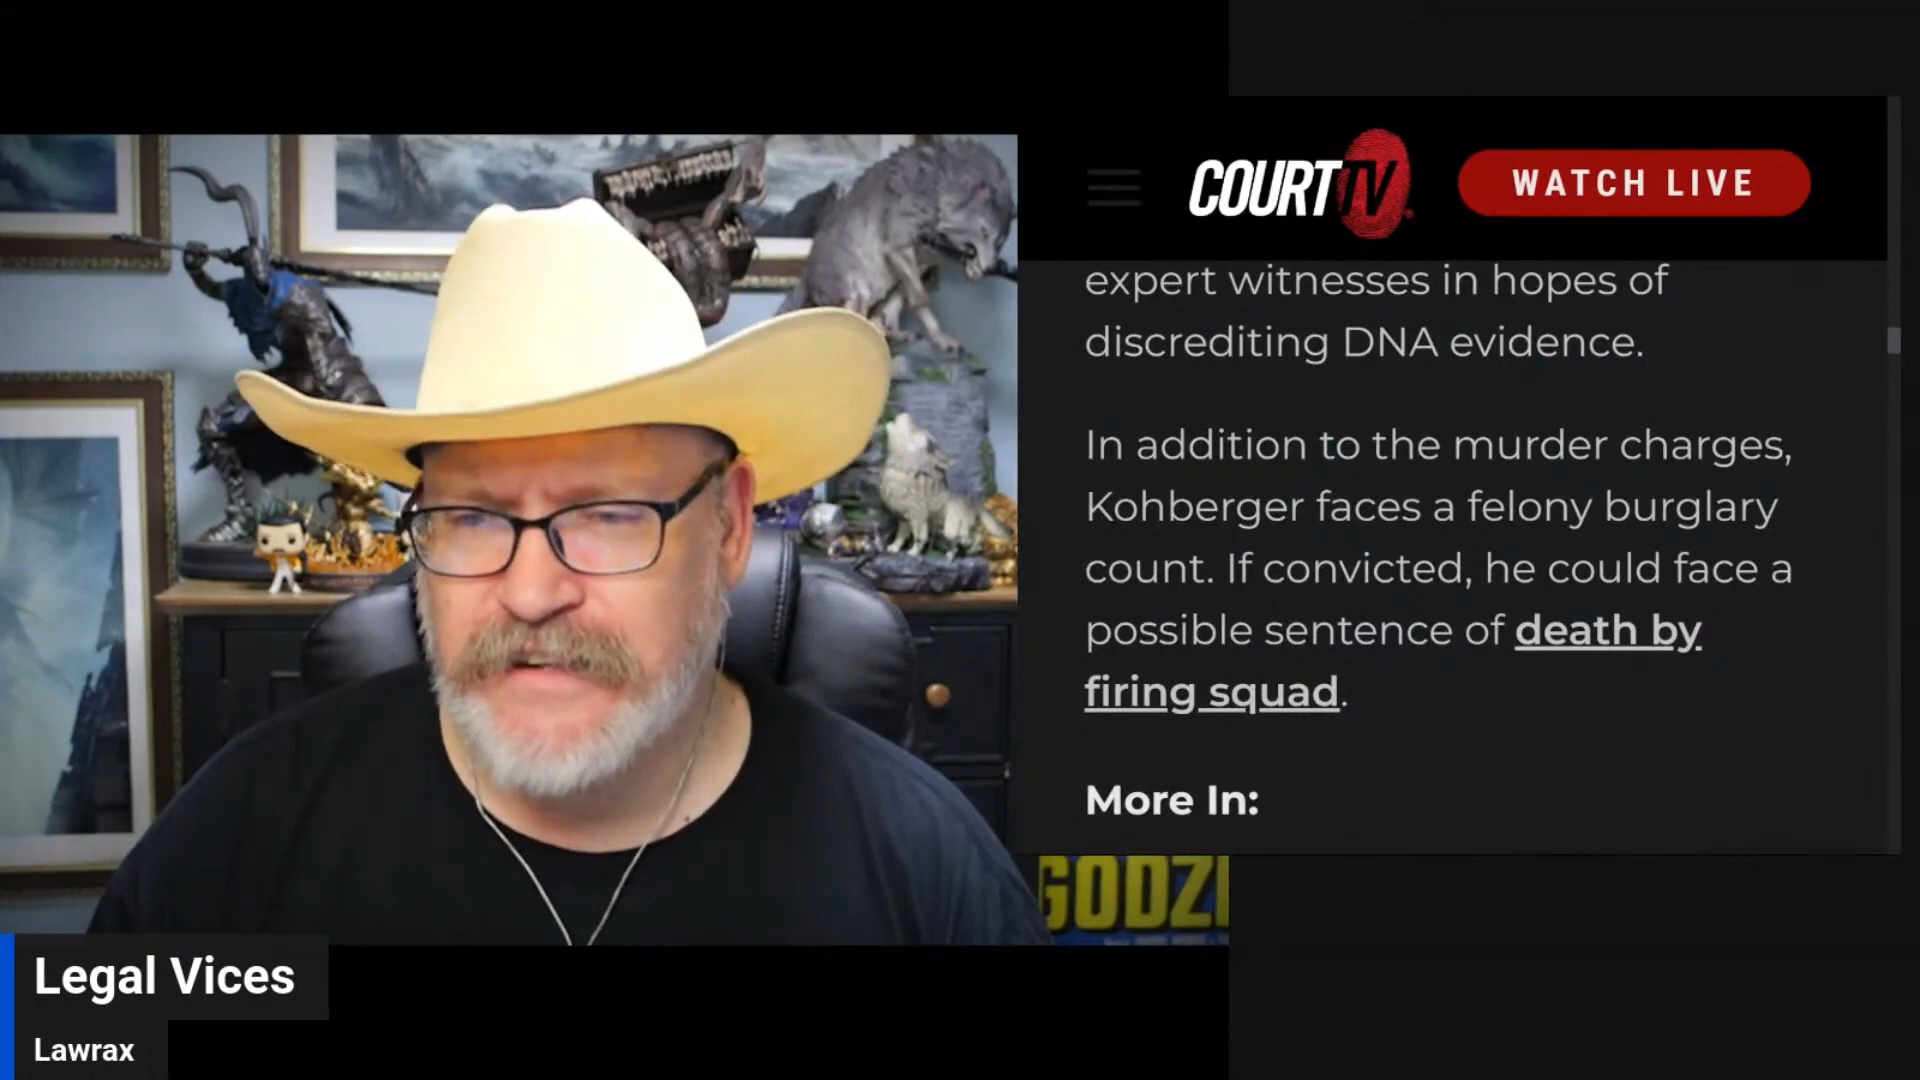 COURT TV
WATCH LIVE
expert witnesses in hopes of
discrediting DNA evidence.
In addition to the murder charges,
Kohberger faces a felony burglary
count. If convicted, he could face a
possible sentence of death by
firing squad.
More In:
GODZI
Legal Vices
Lawrax